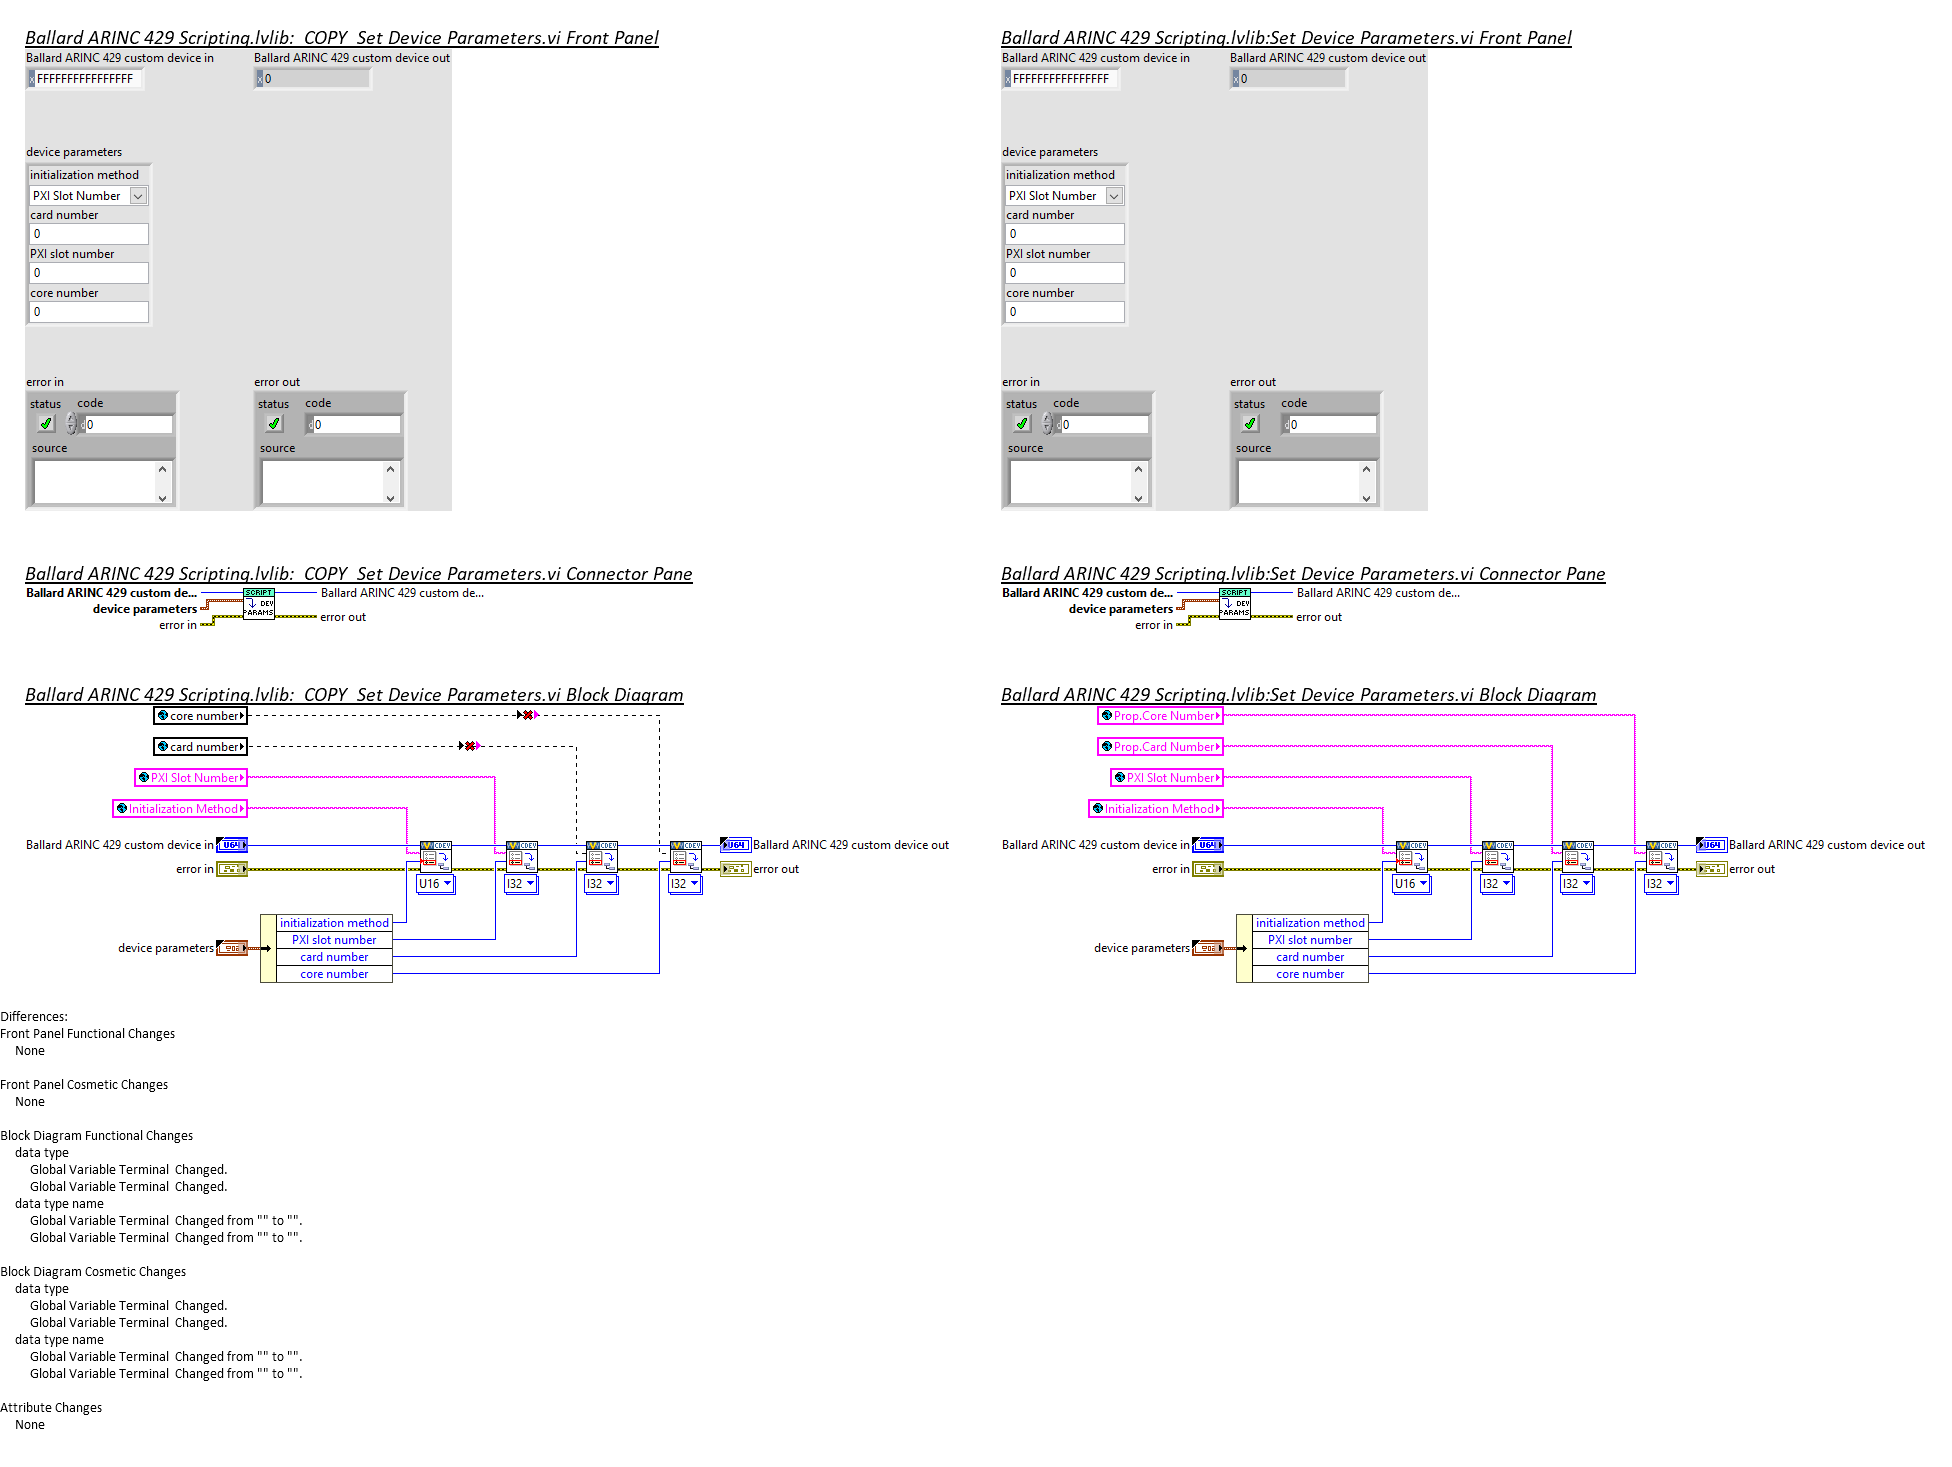 Ballard ARINC 429 Scripting.lvlib:  COPY  Set Device Parameters.vi Front Panel
Ballard ARINC 429 custom device in
Ballard ARINC 429 custom device out
x FFFFFFFFFFFFFFFF
x 0
device parameters
initialization method
PXI Slot Number
card number
0
PXI slot number
0
core number
0
error in
status
code
d 0
source
error out
status
code
d 0
source
Ballard ARINC 429 Scripting.lvlib:Set Device Parameters.vi Front Panel
Ballard ARINC 429 custom device in
Ballard ARINC 429 custom device out
x FFFFFFFFFFFFFFFF
x 0
device parameters
initialization method
PXI Slot Number
card number
0
PXI slot number
0
core number
0
error in
status
code
d 0
source
error out
status
code
d 0
source
Ballard ARINC 429 Scripting.lvlib:  COPY  Set Device Parameters.vi Connector Pane
Ballard ARINC 429 custom de...
device parameters
error in
SCRIPT
DEV
PARAMS
Ballard ARINC 429 custom de...
error out
Ballard ARINC 429 Scripting.lvlib:Set Device Parameters.vi Connector Pane
Ballard ARINC 429 custom de...
device parameters
error in
SCRIPT
DEV
PARAMS
Ballard ARINC 429 custom de...
error out
Ballard ARINC 429 Scripting.lvlib:  COPY  Set Device Parameters.vi Block Diagram
core number
card number
PXI Slot Number
Initialization Method
Ballard ARINC 429 custom device in
U64
CDEV
CDEV
CDEV
CDEV
U64
Ballard ARINC 429 custom device out
error in
error out
U16
I32
I32
I32
device parameters
initialization method
PXI slot number
card number
core number
Ballard ARINC 429 Scripting.lvlib:Set Device Parameters.vi Block Diagram
Prop.Core Number
Prop.Card Number
PXI Slot Number
Initialization Method
Ballard ARINC 429 custom device in
U64
CDEV
CDEV
CDEV
CDEV
U64
Ballard ARINC 429 custom device out
error in
error out
U16
I32
I32
I32
device parameters
initialization method
PXI slot number
card number
core number
Differences:
Front Panel Functional Changes
None
Front Panel Cosmetic Changes
None
Block Diagram Functional Changes
data type
Global Variable Terminal  Changed.
Global Variable Terminal  Changed.
data type name
Global Variable Terminal  Changed from "" to "".
Global Variable Terminal  Changed from "" to "".
Block Diagram Cosmetic Changes
data type
Global Variable Terminal  Changed.
Global Variable Terminal  Changed.
data type name
Global Variable Terminal  Changed from "" to "".
Global Variable Terminal  Changed from "" to "".
Attribute Changes
None